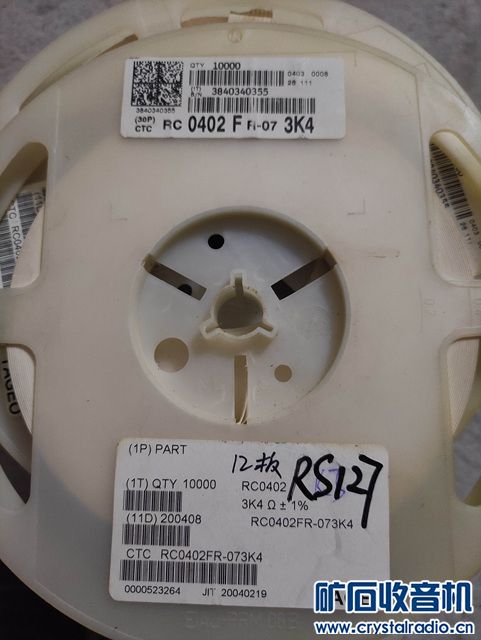 QTY 10000
0403 0008
(1T)
S/N 3840340355
26 111
3840340355
(30P)
CTC RC 0402 F R-07 3K4
YAGEO
(1P) PART
12板
(1T) QTY 10000
RC0402
RS127
3K4 Ω ± 1%
(11D) 200408
RC0402FR-073K4
CTC RC0402FR-073K4
0000523264
JIT 20040219
矿石收音机
www.crystalradio.cn